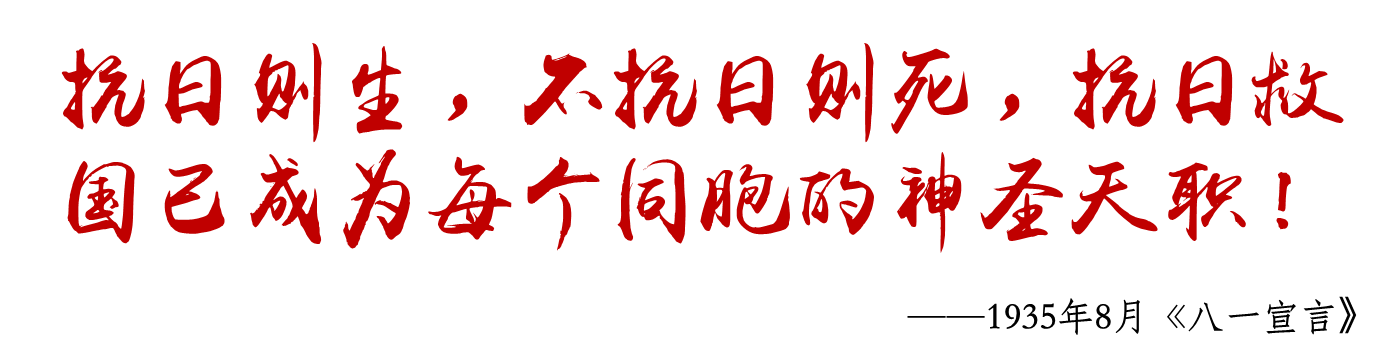 抗日则生，不抗日则死，抗日救
国已成为每个同胞的神圣天职！
——1935年8月《八一宣言》